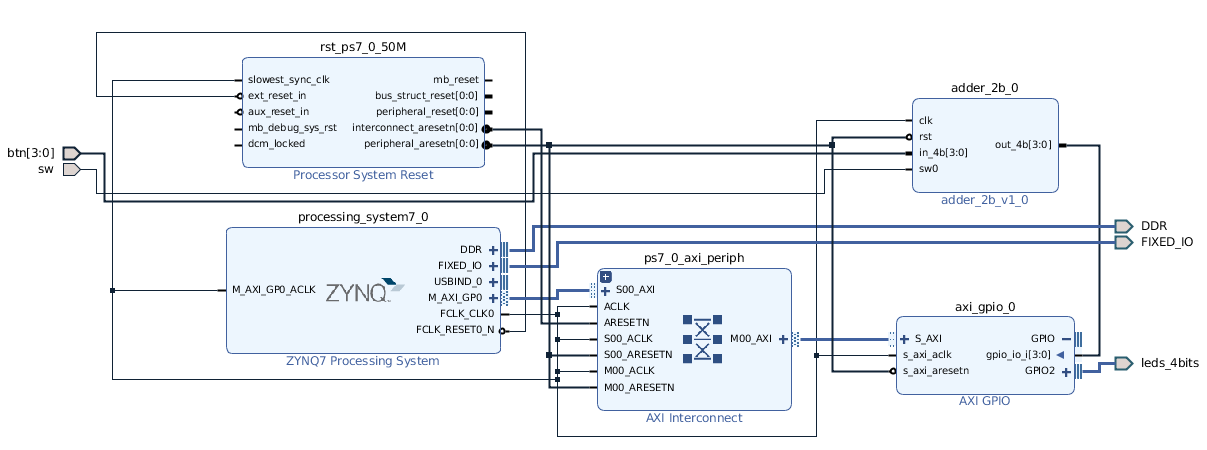 rst_ps7_0_50M
slowest_sync_clk
ext_reset_in
aux_reset_in
mb_debug_sys_rst
dcm_locked
mb_reset
bus_struct_reset[0:0]
peripheral_reset[0:0]
interconnect_aresetn[0:0]
peripheral_aresetn[0:0]
Processor System Reset
btn[3:0]
sw
adder_2b_0
clk
rst
in_4b[3:0]
sw0
out_4b[3:0]
adder_2b_v1_0
processing_system7_0
M_AXI_GP0_ACLK
ZYNQ
DDR
FIXED_IO
USBIND_0
M_AXI_GP0
FCLK_CLK0
FCLK_RESET0_N
ZYNQ7 Processing System
ps7_0_axi_periph
S00_AXI
ACLK
ARESETN
S00_ACLK
S00_ARESETN
M00_ACLK
M00_ARESETN
M00_AXI
AXI Interconnect
axi_gpio_0
S_AXI
s_axi_aclk
s_axi_aresetn
GPIO
gpio_io_i[3:0]
GPIO2
AXI GPIO
DDR
FIXED_IO
leds_4bits